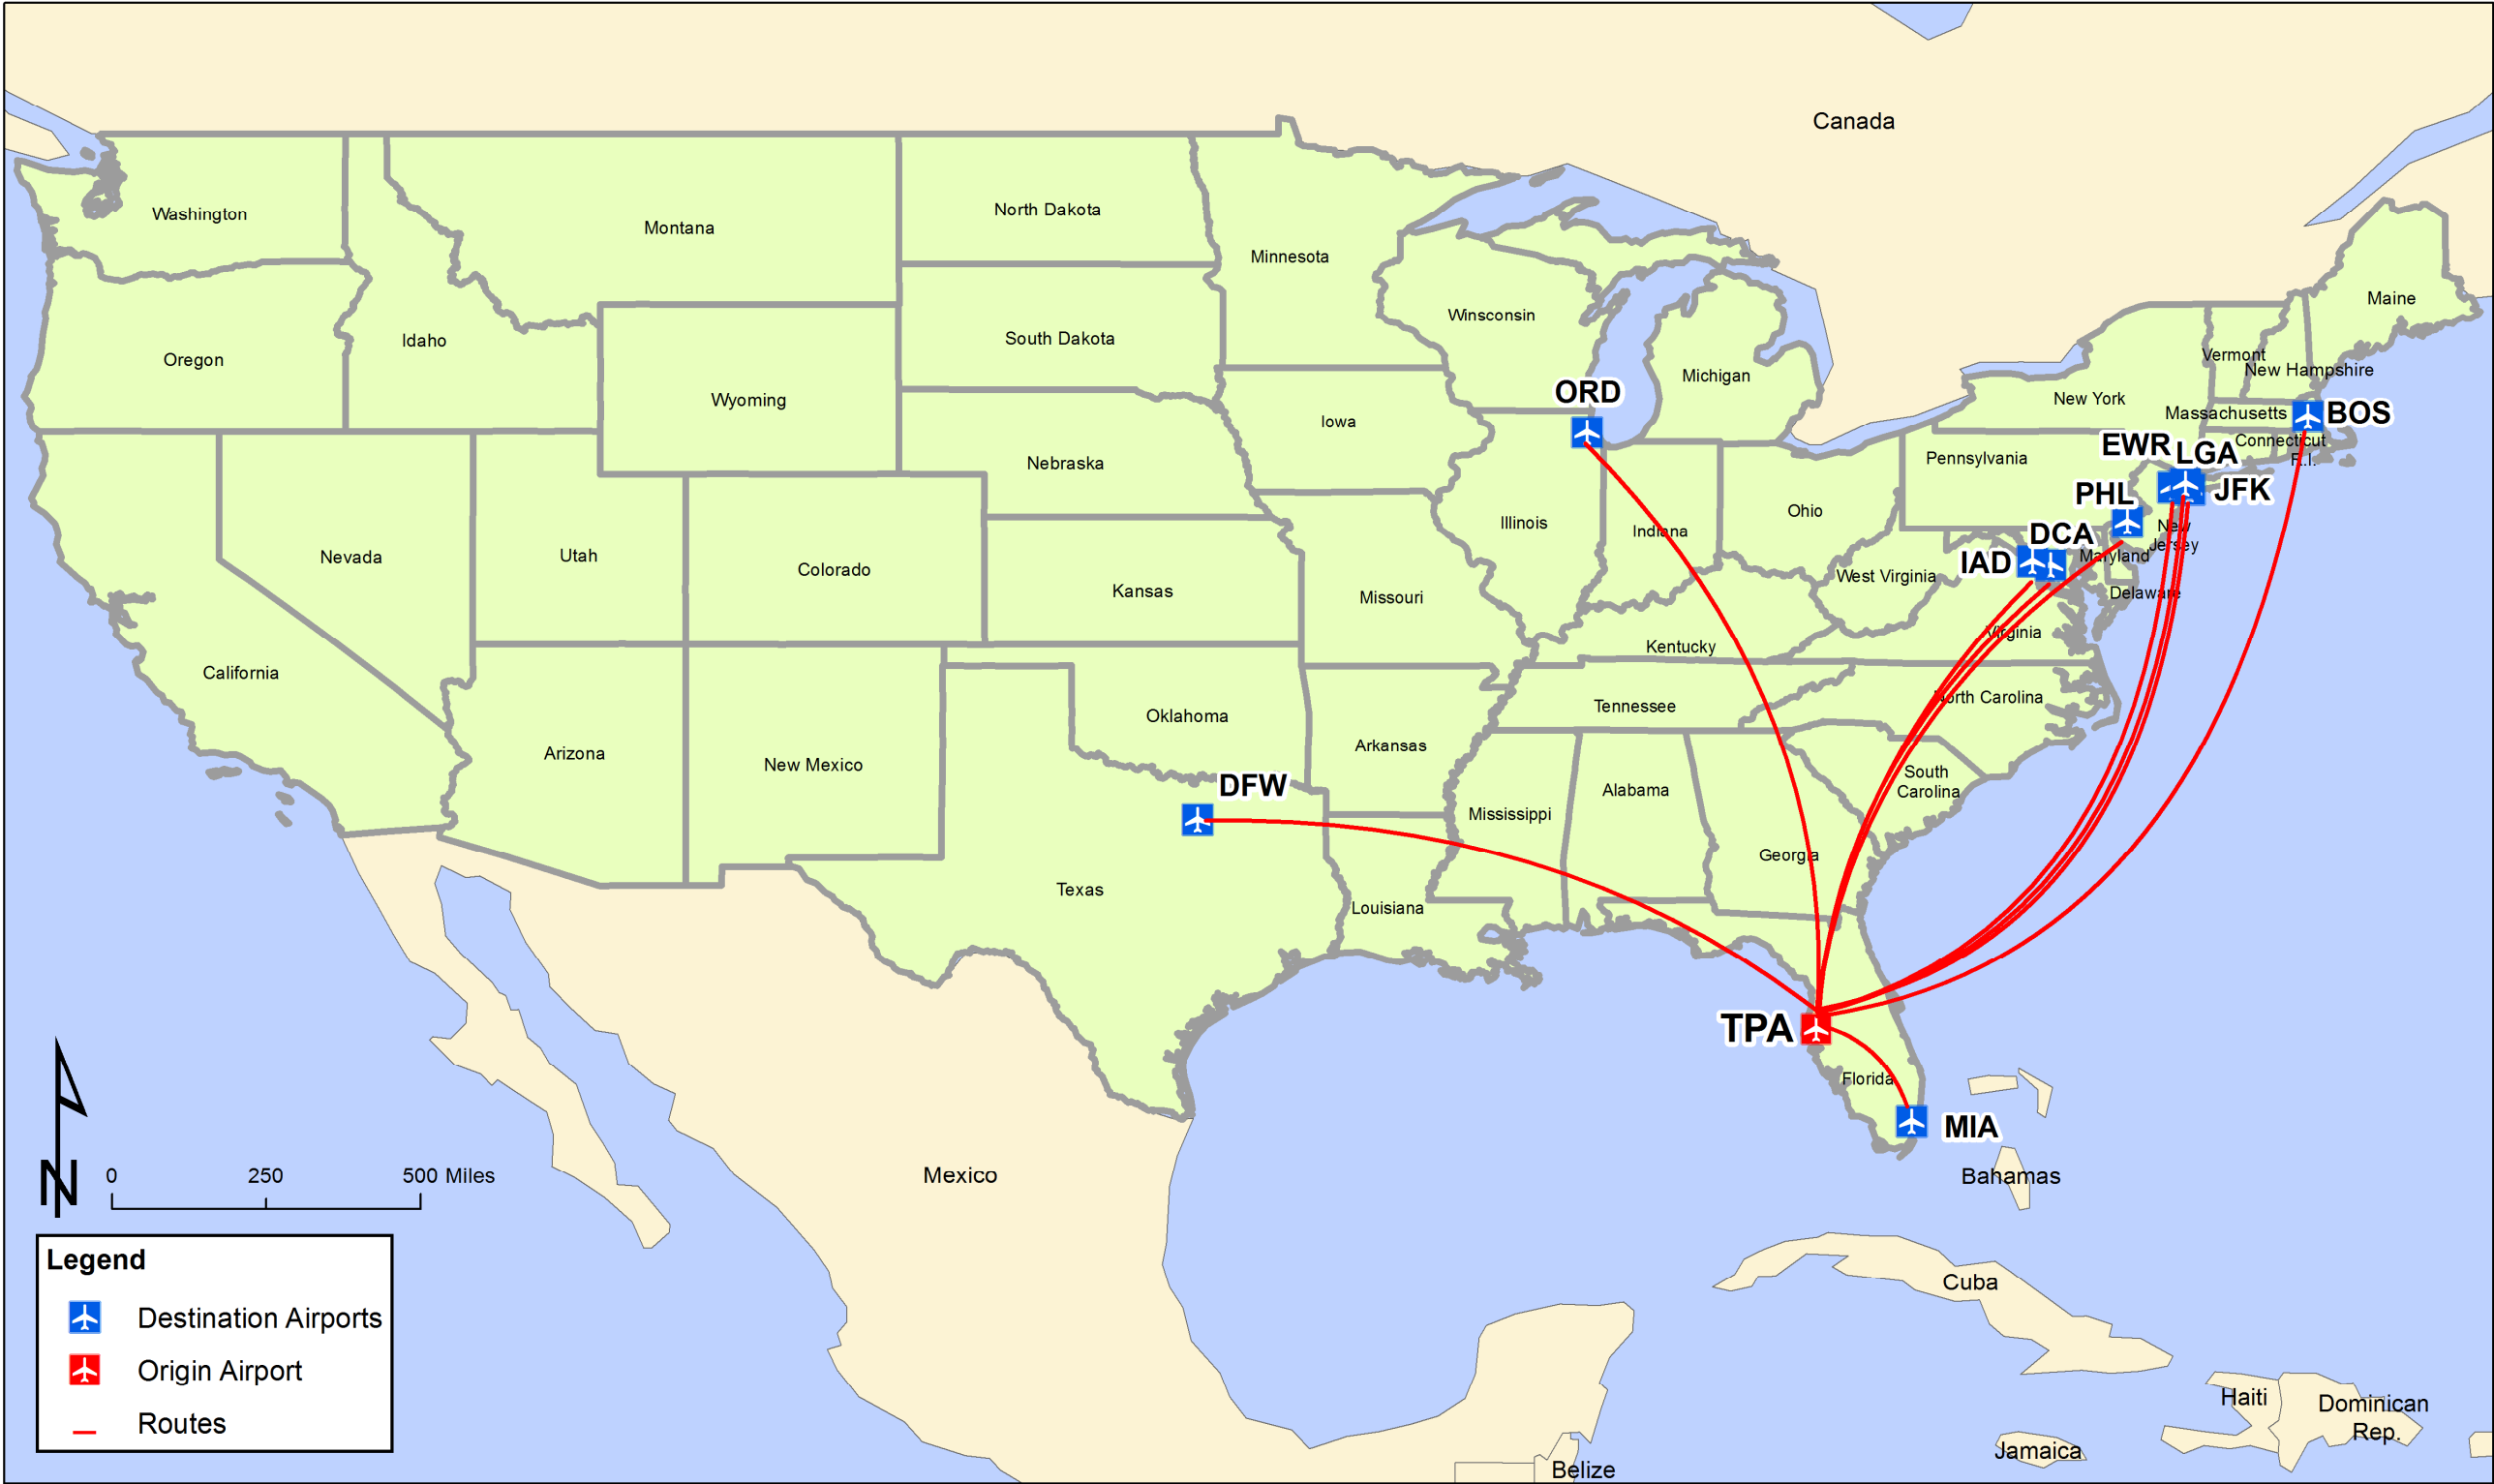 Canada
Washington
Montana
North Dakota
Minnesota
Maine
Oregon
Idaho
South Dakota
Winsconsin
Vermont
New Hampshire
Wyoming
Michigan
New York
ORD
Massachusetts
BOS
Iowa
EWR
LGA
Connecticut
R.I.
Nebraska
Pennsylvania
PHL
JFK
Illinois
Indiana
Ohio
New
Jersey
DCA
IAD
Maryland
Nevada
Utah
Colorado
Kansas
Missouri
West Virginia
Delaware
Virginia
Kentucky
California
North Carolina
Tennessee
Oklahoma
Arkansas
Arizona
New Mexico
DFW
South
Carolina
Alabama
Mississippi
Georgia
Texas
Louisiana
TPA
Florida
MIA
N
0 250 500 Miles
Mexico
Bahamas
Legend
Destination Airports
Origin Airport
Routes
Cuba
Haiti
Dominican
Rep.
Jamaica
Belize